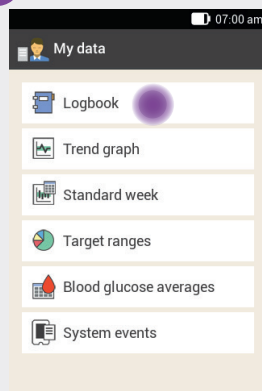 07:00 am
My data
Logbook
Trend graph
Standard week
Target ranges
Blood glucose averages
System events